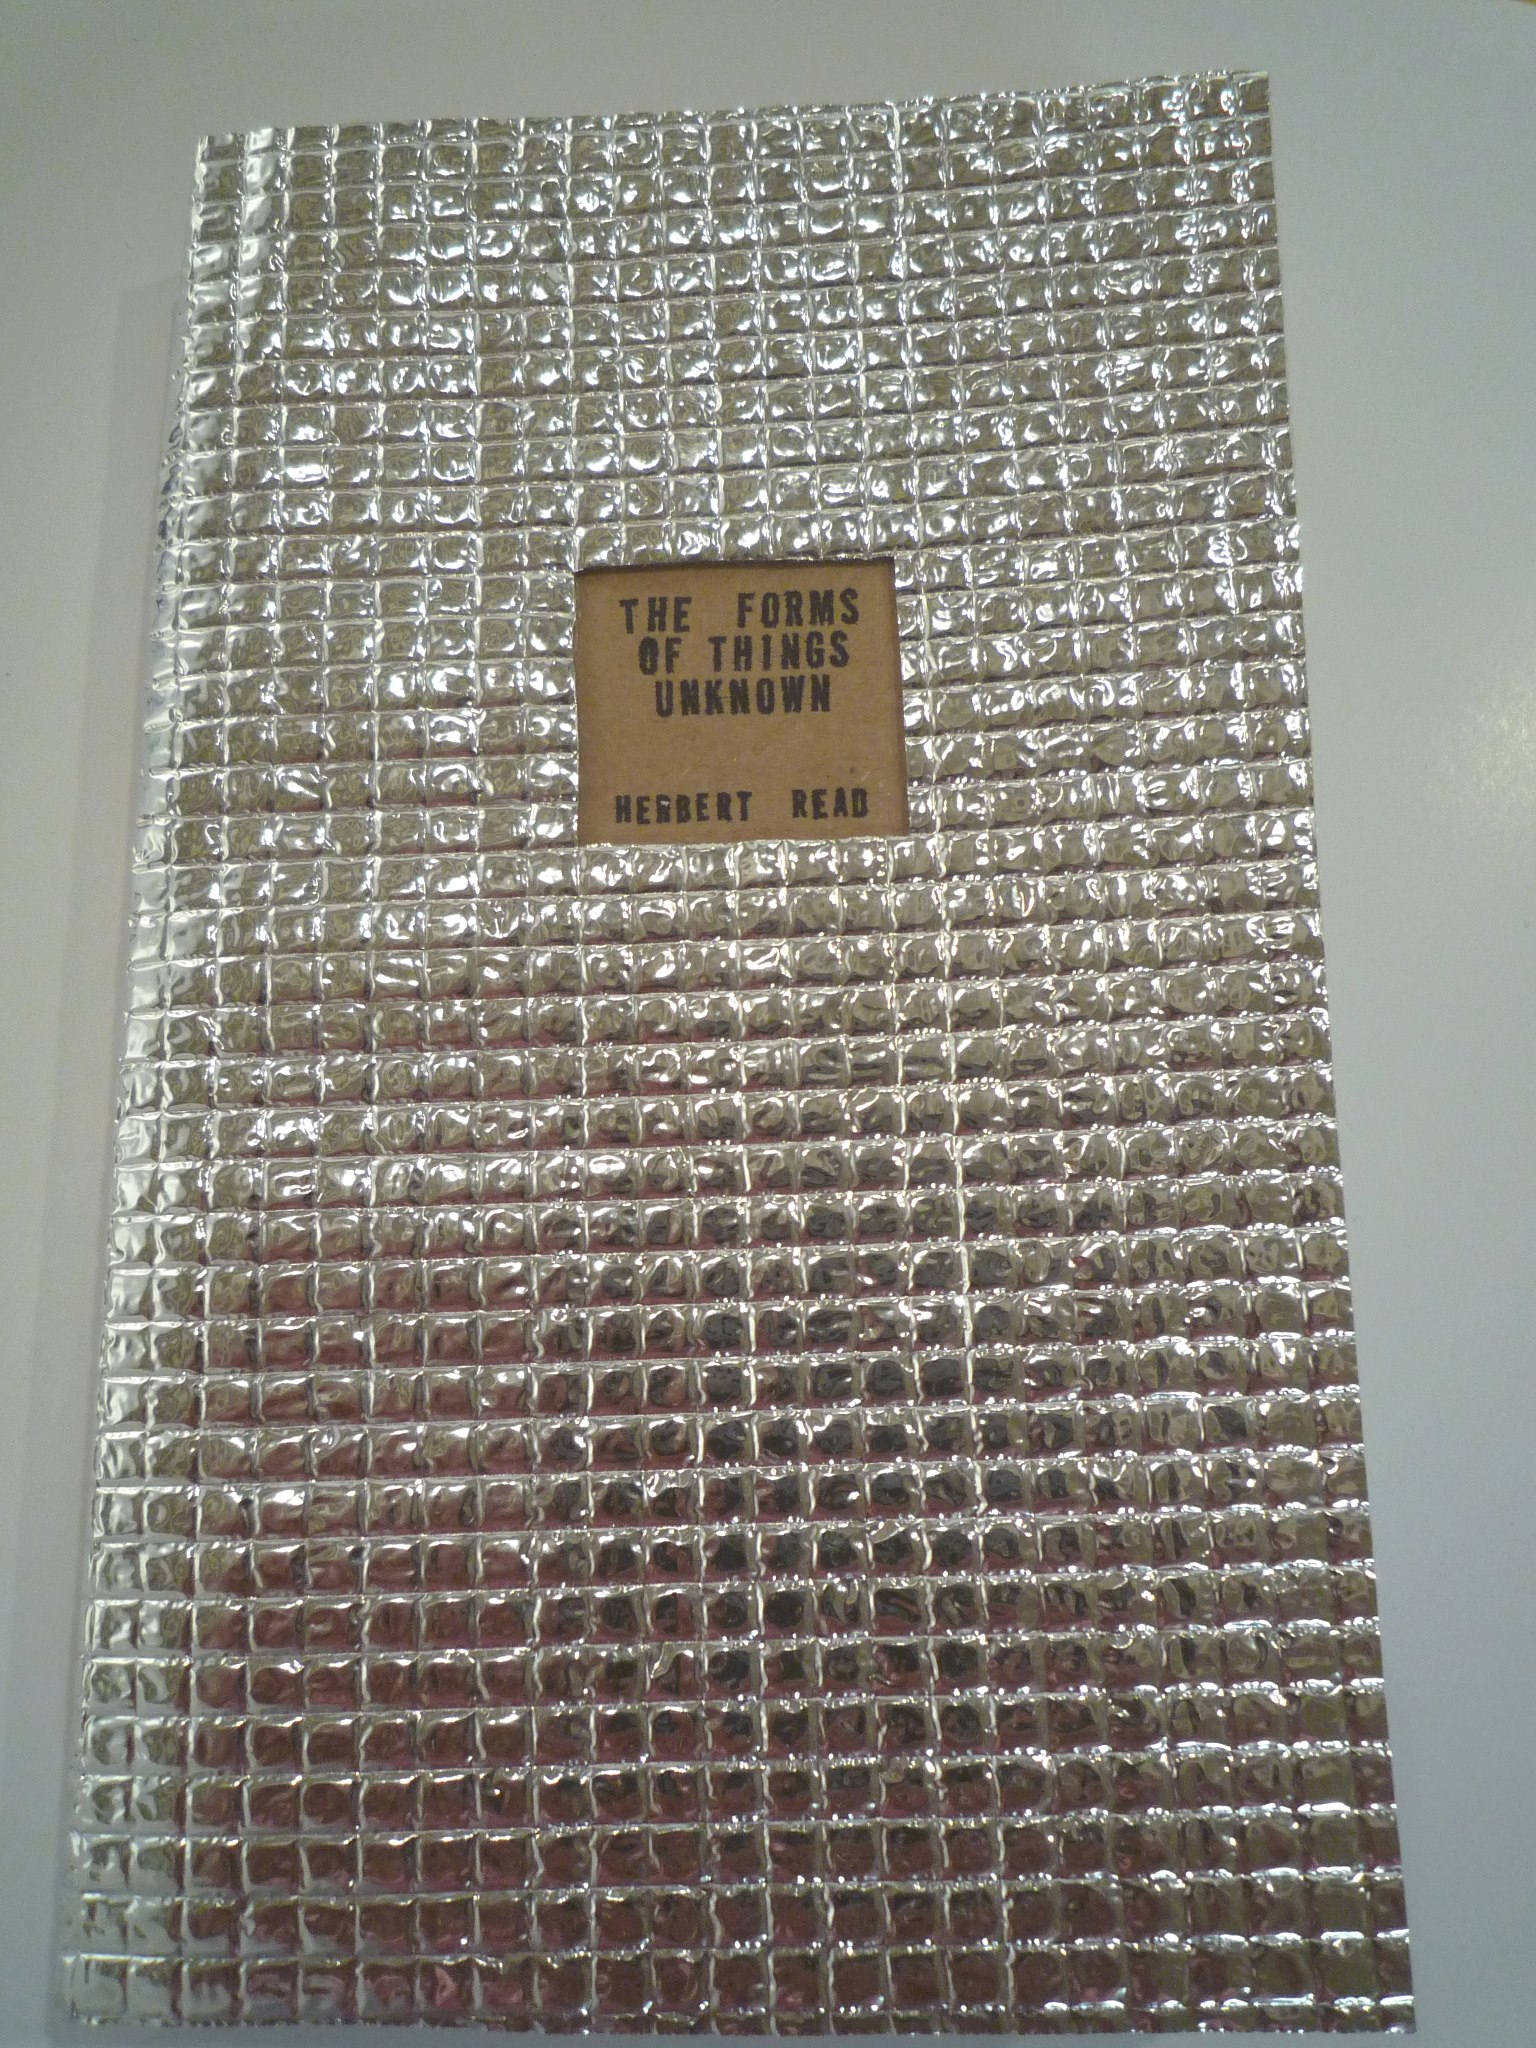 THE FORMS
OF THINGS
UNKNOWN
HERBERT READ